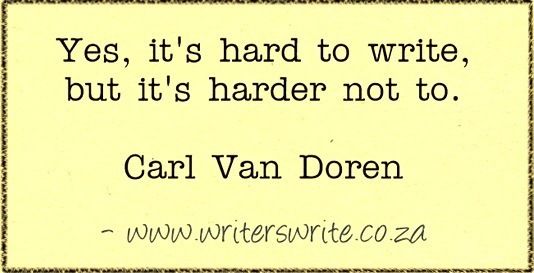 Yes, it's hard to write,
but it's harder not to.
Carl Van Doren
- www.writerswrite.co.za